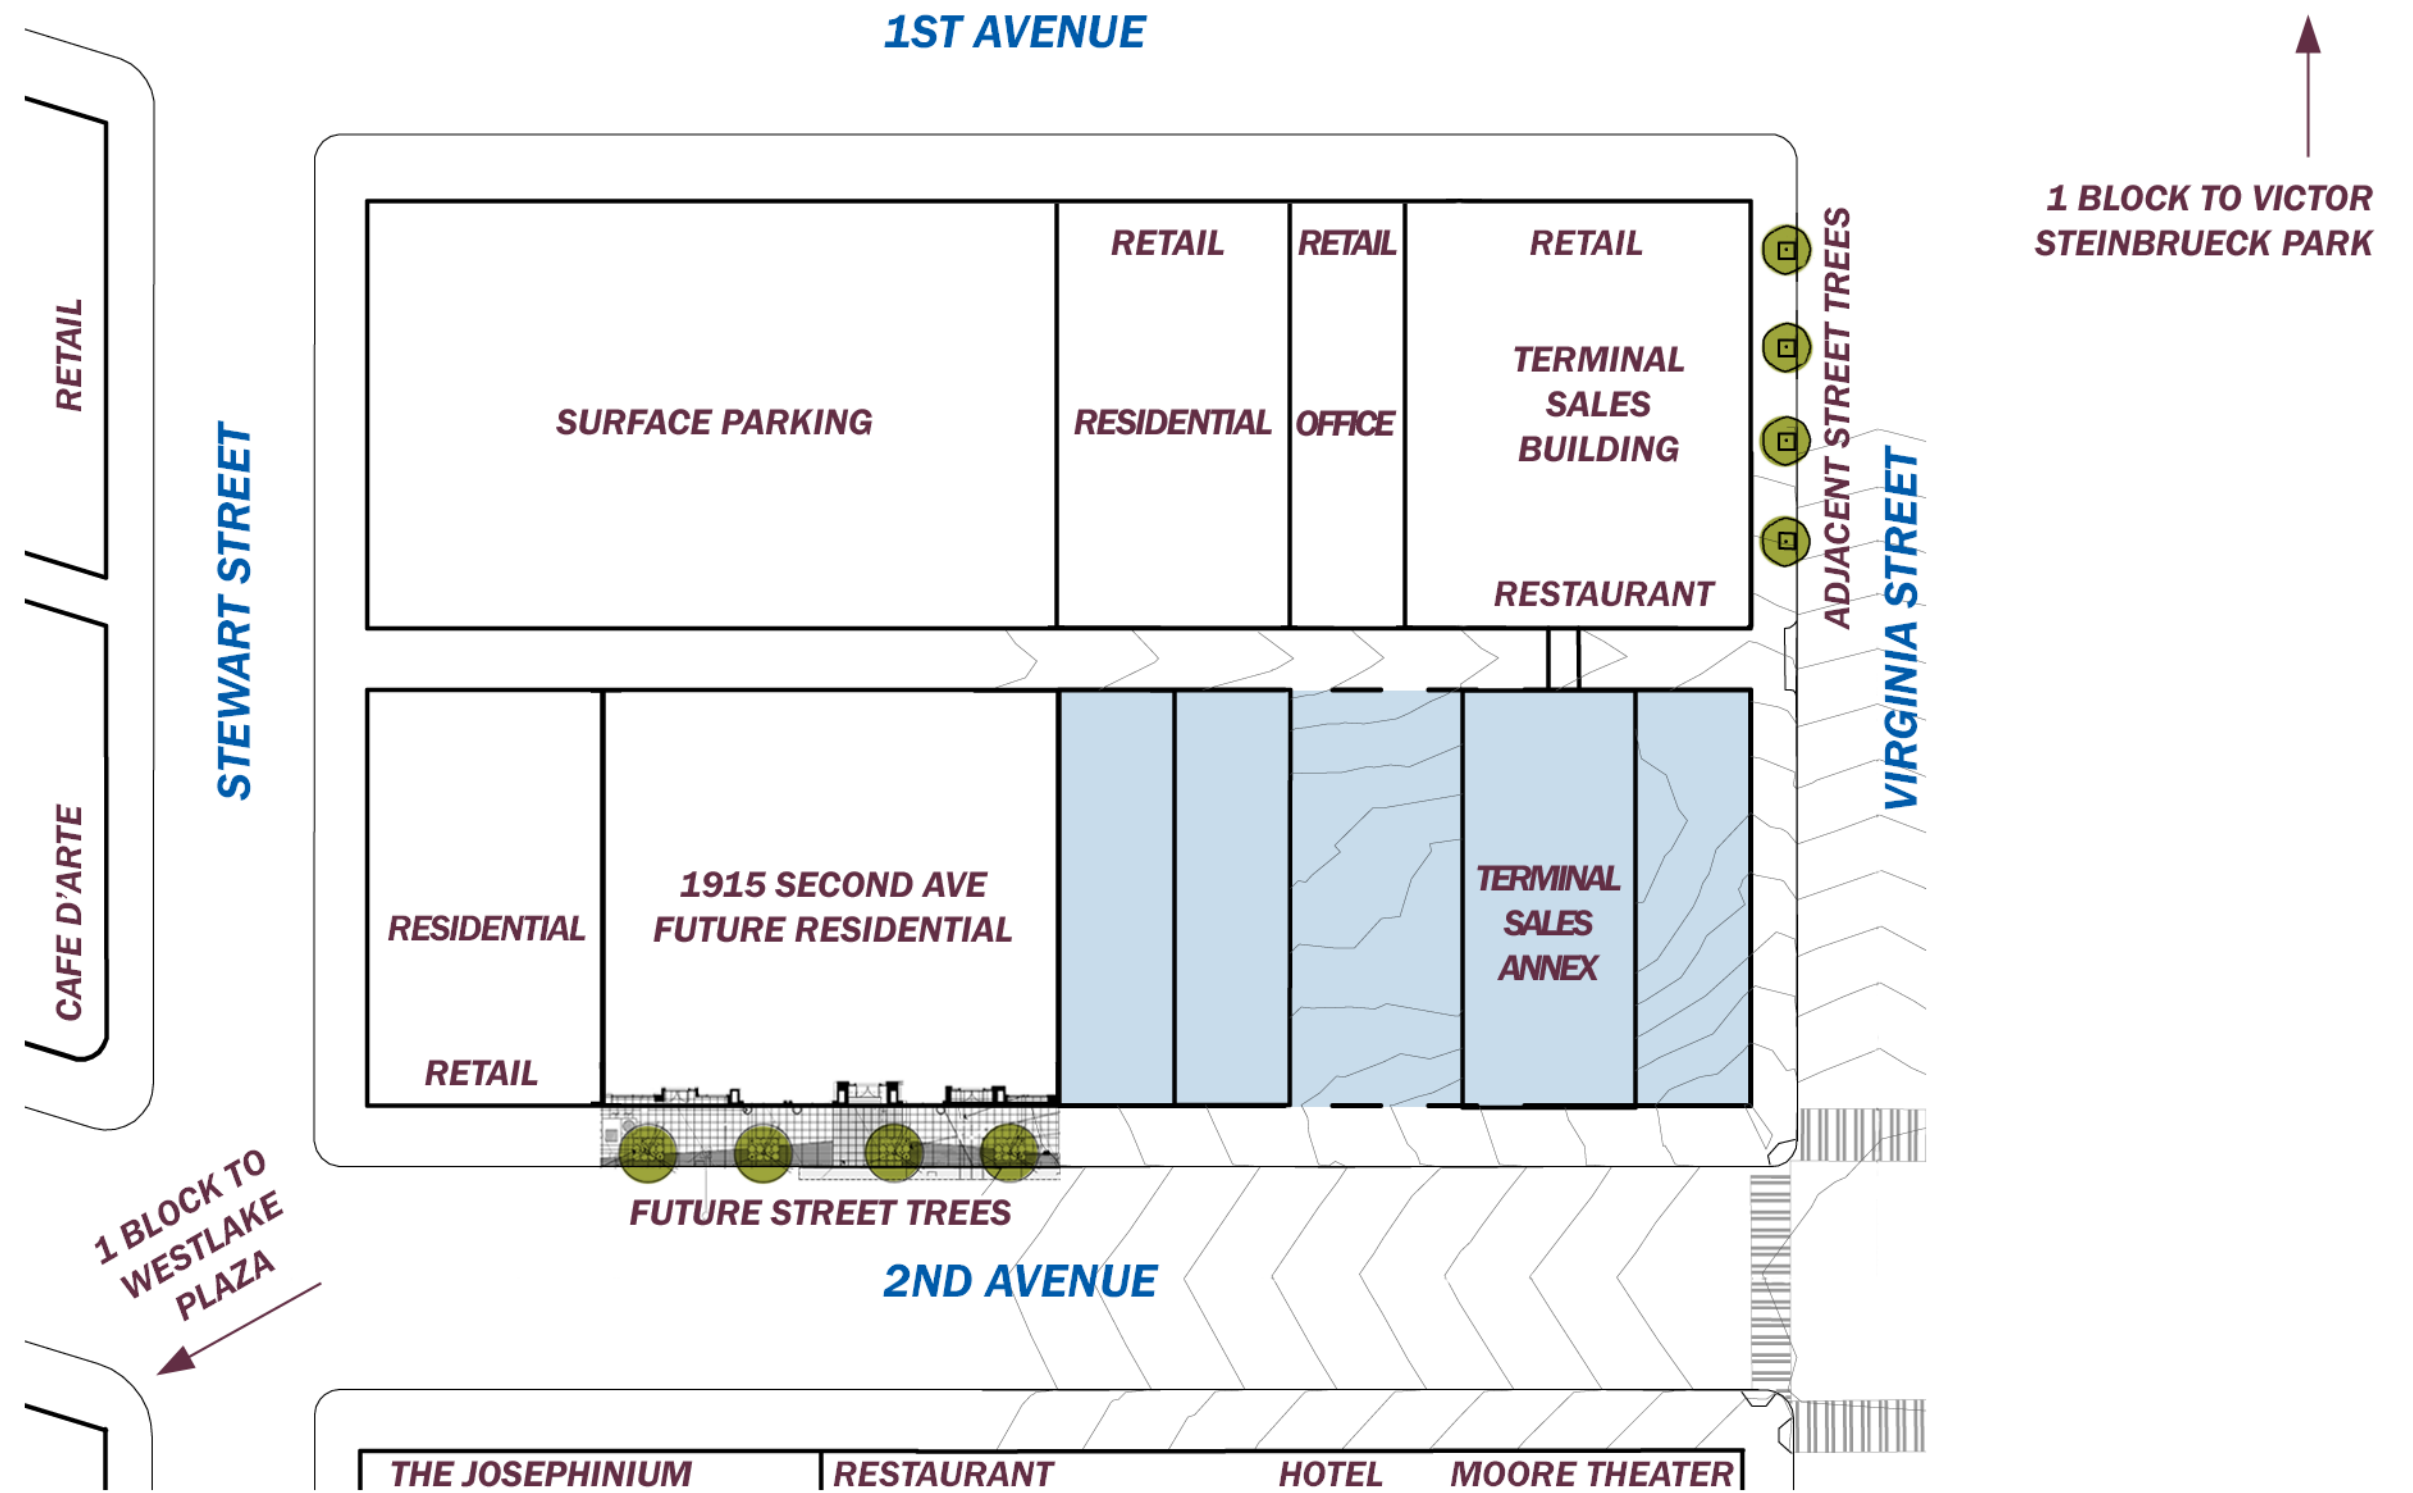 1ST AVENUE
1 BLOCK TO VICTOR
STEINBRUECK PARK
RETAIL
STEWART STREET
SURFACE PARKING
RETAIL
RESIDENTIAL
RETAIL
OFFICE
RETAIL
TERMINAL
SALES
BUILDING
RESTAURANT
ADJACENT STREET TREES
VIRGINIA STREET
CAFE D'ARTE
RESIDENTIAL
RETAIL
1915 SECOND AVE
FUTURE RESIDENTIAL
TERMINAL
SALES
ANNEX
FUTURE STREET TREES
1 BLOCK TO
WESTLAKE
PLAZA
2ND AVENUE
THE JOSEPHINIUM
RESTAURANT
HOTEL
MOORE THEATER